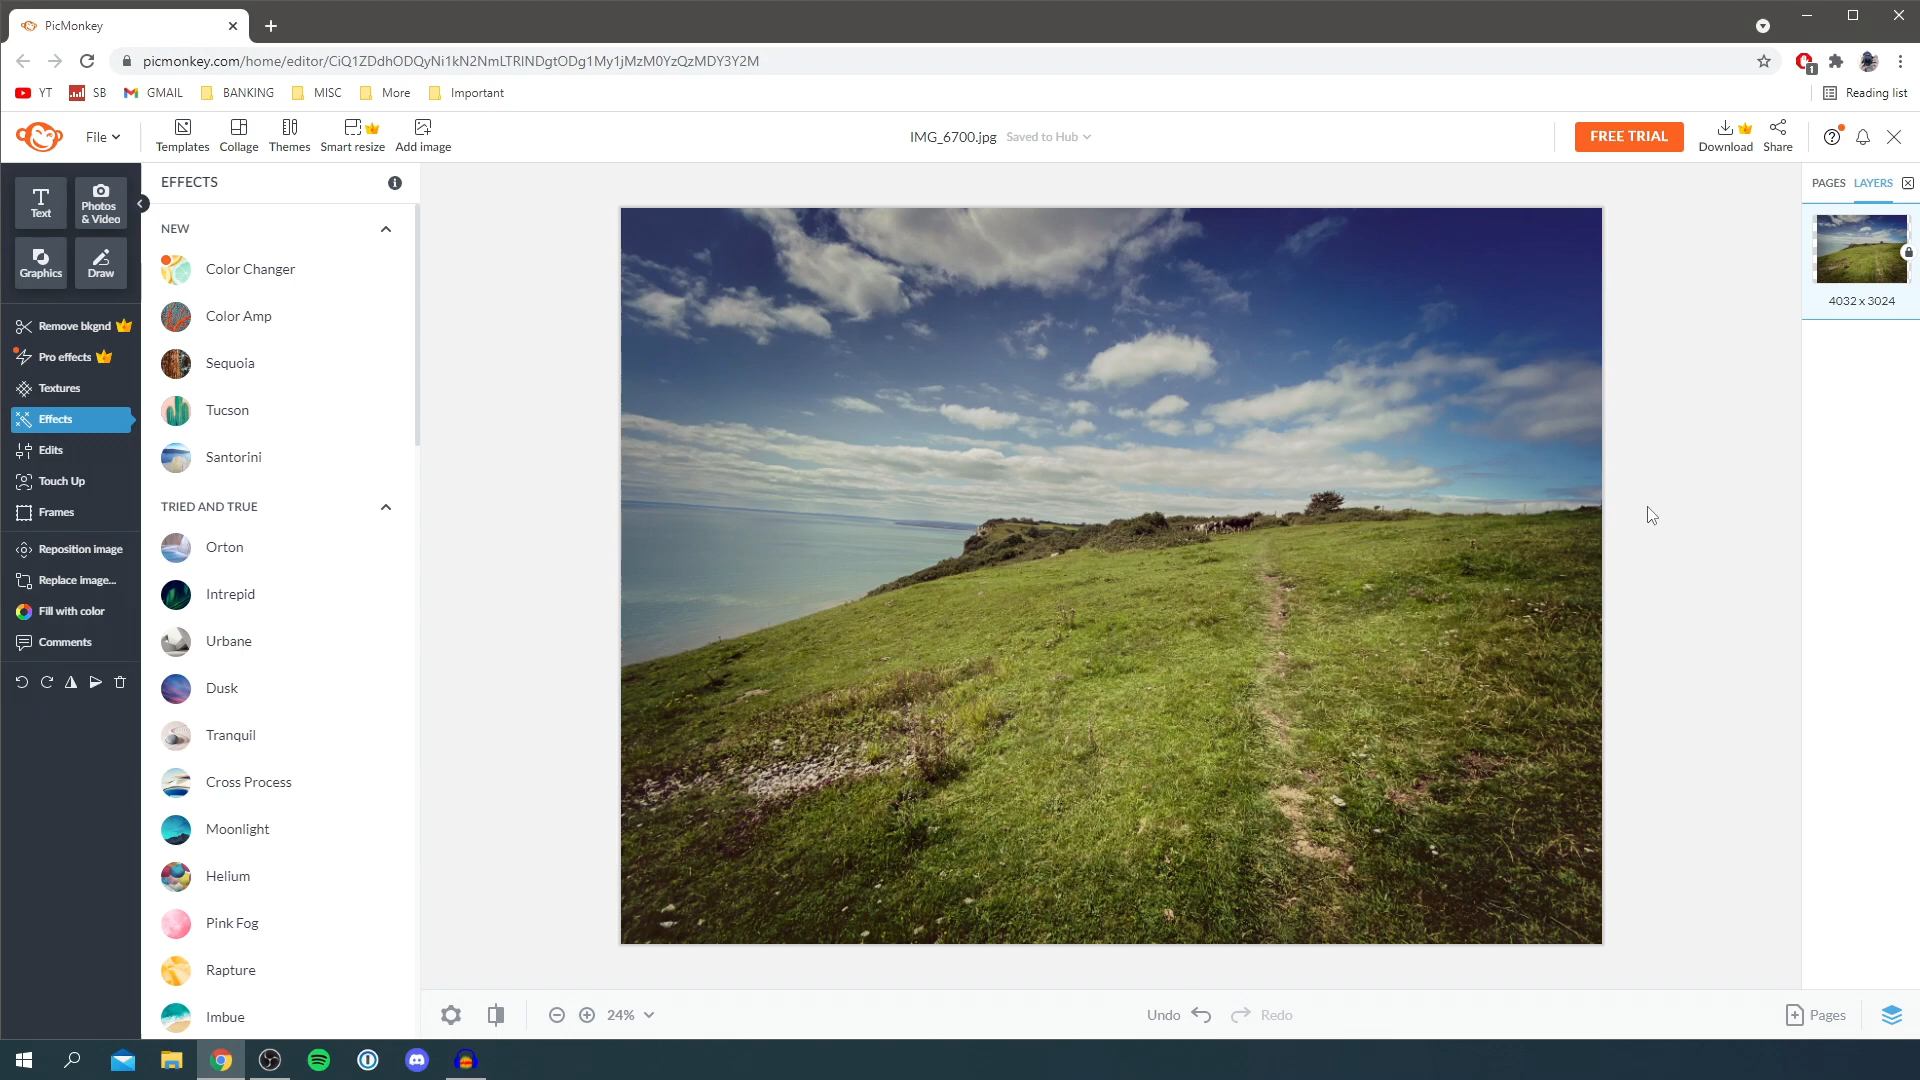 PicMonkey
picmonkey.com/home/editor/CiQ1ZDdhODQyNi1kN2NmLTRlNDgtODg1My1jMzM0YzQzMDY3Y2M
1
YT
SB
GMAIL
BANKING
MISC
More
Important
Reading list
File
Templates
Collage
Themes
Smart resize
Add image
IMG_6700.jpg
Saved to Hub
FREE TRIAL
Download
Share
Text
Photos
& Video
Graphics
Draw
Remove bkgnd
Pro effects
Textures
Effects
Edits
Touch Up
Frames
Reposition image
Replace image...
Fill with color
Comments
EFFECTS
NEW
Color Changer
Color Amp
Sequoia
Tucson
Santorini
TRIED AND TRUE
Orton
Intrepid
Urbane
Dusk
Tranquil
Cross Process
Moonlight
Helium
Pink Fog
Rapture
Imbue
PAGES
LAYERS
4032 x 3024
24%
Undo
Redo
Pages